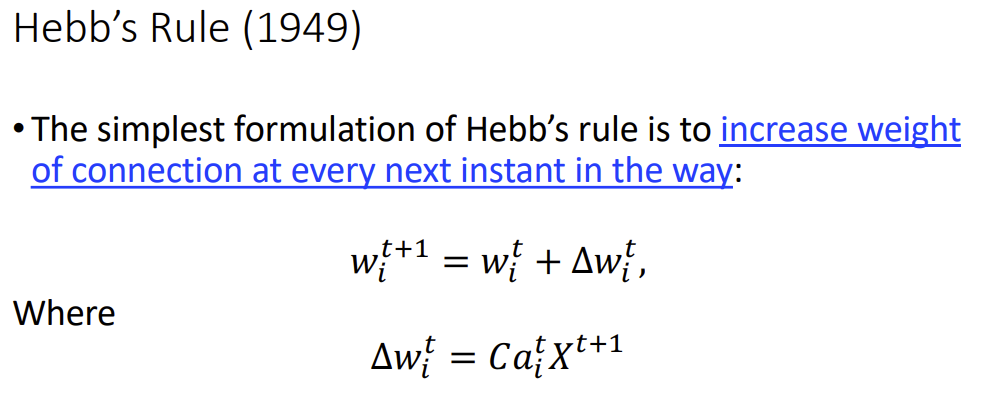 Hebb's Rule (1949)
• The simplest formulation of Hebb's rule is to increase weight
of connection at every next instant in the way:
$w_i^{t+1} = w_i^t + \Delta w_i^t,$
Where
$\Delta w_i^t = C a_i^t X^{t+1}$